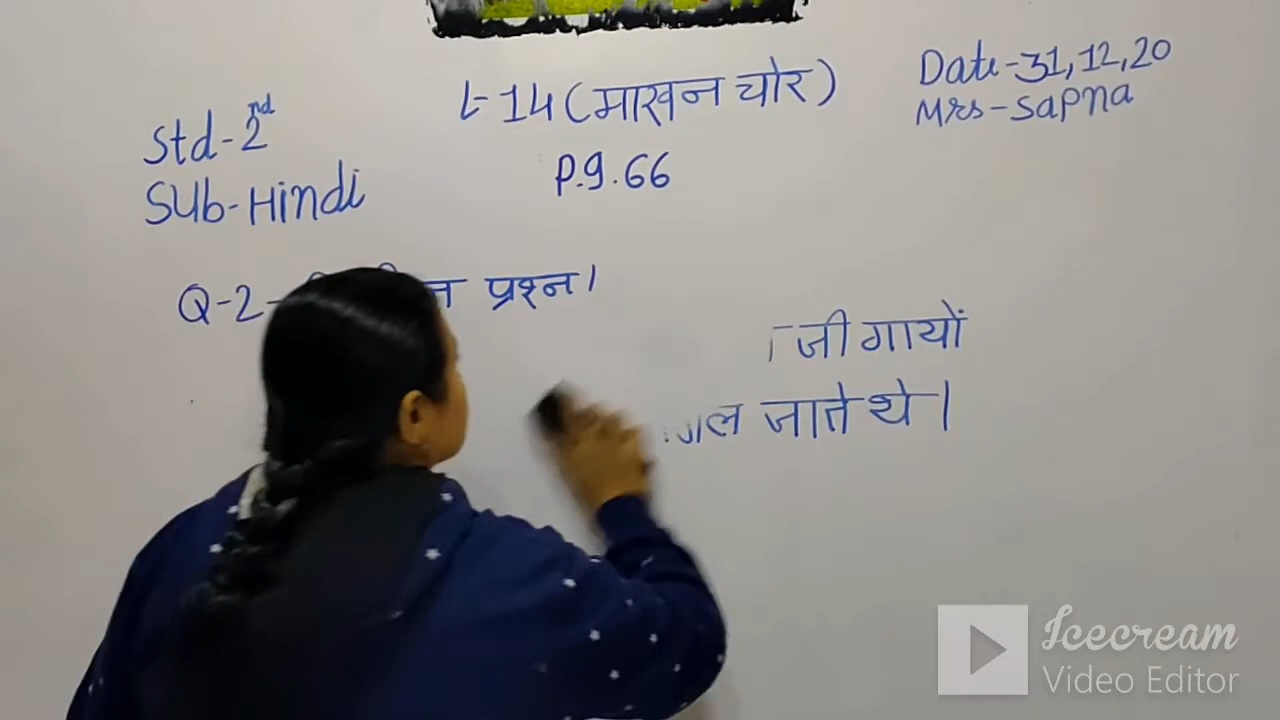 L-14 (माखन चोर)
Date-31,12,20
Mrs-Sapna
Std-2nd
Sub-Hindi
P.g.66
Q-2- प्रश्न।
जी गायों
जाते थे।
Icecream
Video Editor